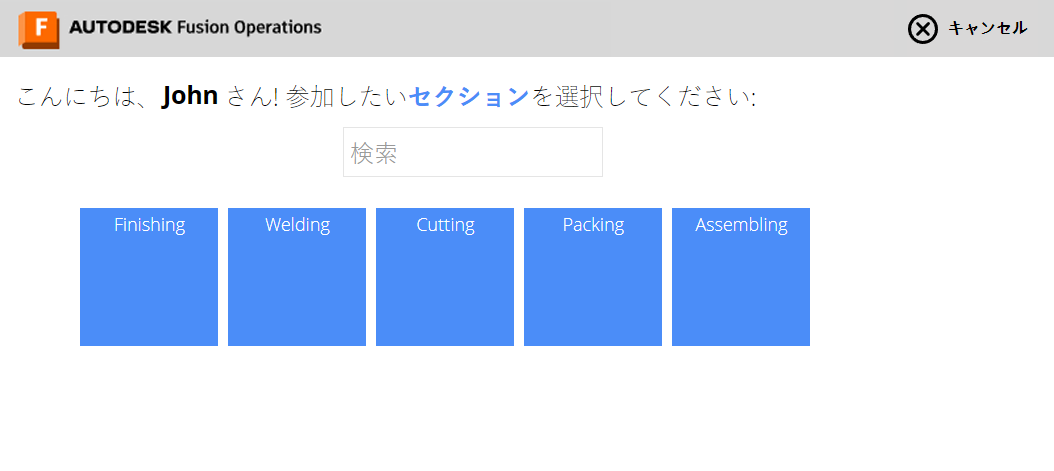 F AUTODESK Fusion Operations
キャンセル
こんにちは、 John さん! 参加したいセクションを選択してください:
検索
Finishing Welding Cutting Packing Assembling